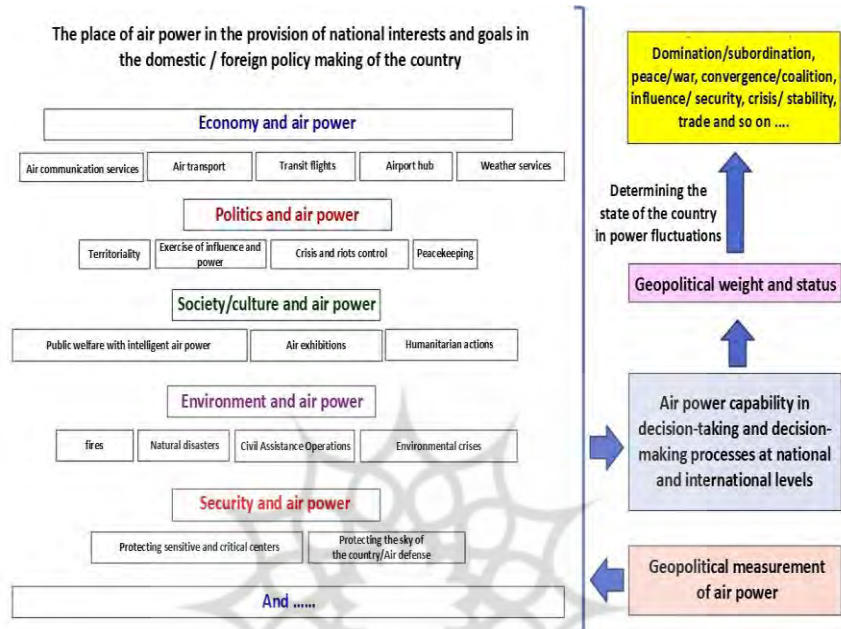 The place of air power in the provision of national interests and goals in
the domestic / foreign policy making of the country
Economy and air power
Air communication services
Air transport
Transit flights
Airport hub
Weather services
Politics and air power
Territoriality
Exercise of influence and
power
Crisis and riots control
Peacekeeping
Society/culture and air power
Public welfare with intelligent air power
Air exhibitions
Humanitarian actions
Environment and air power
fires
Natural disasters
Civil Assistance Operations
Environmental crises
Security and air power
Protecting sensitive and critical centers
Protecting the sky of
the country/Air defense
And ......
Domination/subordination,
peace/war, convergence/coalition,
influence/ security, crisis/ stability,
trade and so on ....
Determining the
state of the country
in power fluctuations
Geopolitical weight and status
Air power capability in
decision-taking and decision-
making processes at national
and international levels
Geopolitical measurement
of air power